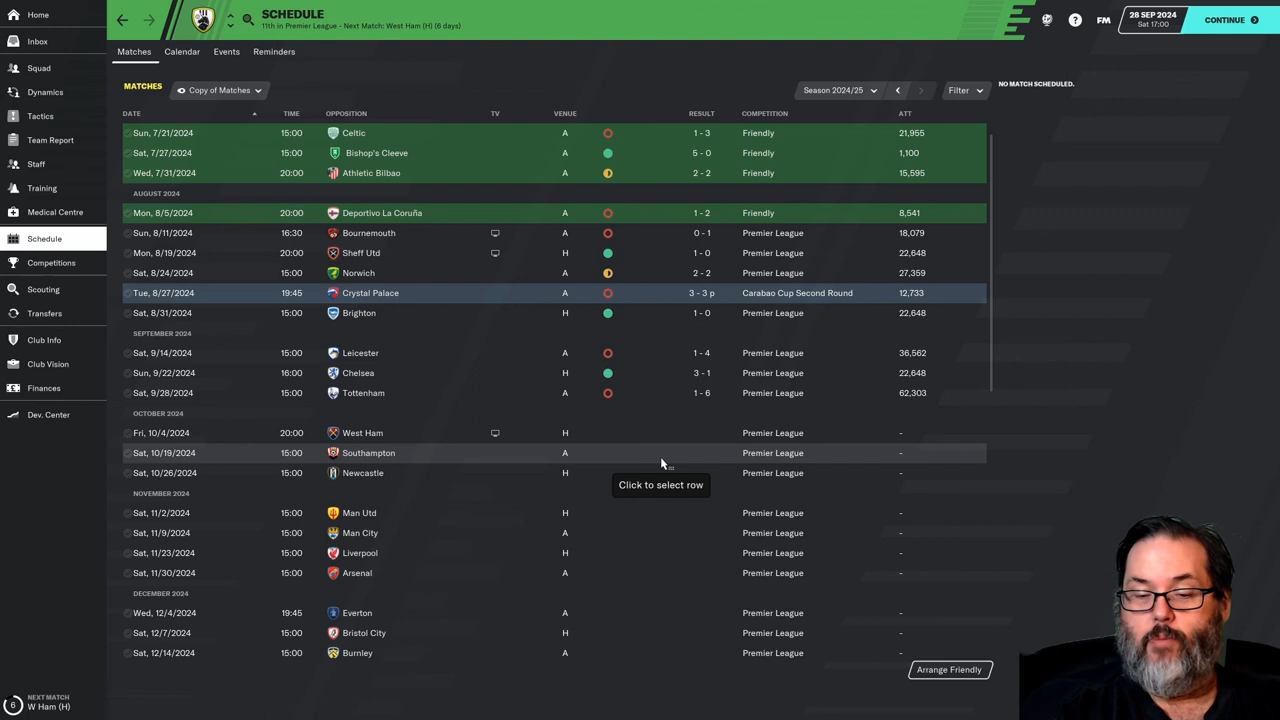 Home
Inbox
Squad
Dynamics
Tactics
Team Report
Staff
Training
Medical Centre
Schedule
Competitions
Scouting
Transfers
Club Info
Club Vision
Finances
Dev. Center
6
NEXT MATCH
W Ham (H)
SCHEDULE
11th in Premier League - Next Match: West Ham (H) (6 days)
?
FM
28 SEP 2024
Sat 17:00
CONTINUE
Matches Calendar Events Reminders
MATCHES
Copy of Matches
Season 2024/25
Filter
NO MATCH SCHEDULED.
DATE TIME OPPOSITION TV VENUE RESULT COMPETITION ATT
Sun, 7/21/2024 15:00 Celtic A 1 - 3 Friendly 21,955
Sat, 7/27/2024 15:00 Bishop's Cleeve A 5 - 0 Friendly 1,100
Wed, 7/31/2024 20:00 Athletic Bilbao A 2 - 2 Friendly 15,595
AUGUST 2024
Mon, 8/5/2024 20:00 Deportivo La Coruña A 1 - 2 Friendly 8,541
Sun, 8/11/2024 16:30 Bournemouth A 0 - 1 Premier League 18,079
Mon, 8/19/2024 20:00 Sheff Utd H 1 - 0 Premier League 22,648
Sat, 8/24/2024 15:00 Norwich A 2 - 2 Premier League 27,359
Tue, 8/27/2024 19:45 Crystal Palace A 3 - 3 p Carabao Cup Second Round 12,733
Sat, 8/31/2024 15:00 Brighton H 1 - 0 Premier League 22,648
SEPTEMBER 2024
Sat, 9/14/2024 15:00 Leicester A 1 - 4 Premier League 36,562
Sun, 9/22/2024 16:00 Chelsea H 3 - 1 Premier League 22,648
Sat, 9/28/2024 15:00 Tottenham A 1 - 6 Premier League 62,303
OCTOBER 2024
Fri, 10/4/2024 20:00 West Ham H Premier League -
Sat, 10/19/2024 15:00 Southampton A Premier League -
Sat, 10/26/2024 15:00 Newcastle H Premier League -
Click to select row
NOVEMBER 2024
Sat, 11/2/2024 15:00 Man Utd H Premier League -
Sat, 11/9/2024 15:00 Man City A Premier League -
Sat, 11/23/2024 15:00 Liverpool H Premier League -
Sat, 11/30/2024 15:00 Arsenal A Premier League -
DECEMBER 2024
Wed, 12/4/2024 19:45 Everton A Premier League -
Sat, 12/7/2024 15:00 Bristol City H Premier League -
Sat, 12/14/2024 15:00 Burnley A Premier League -
Arrange Friendly